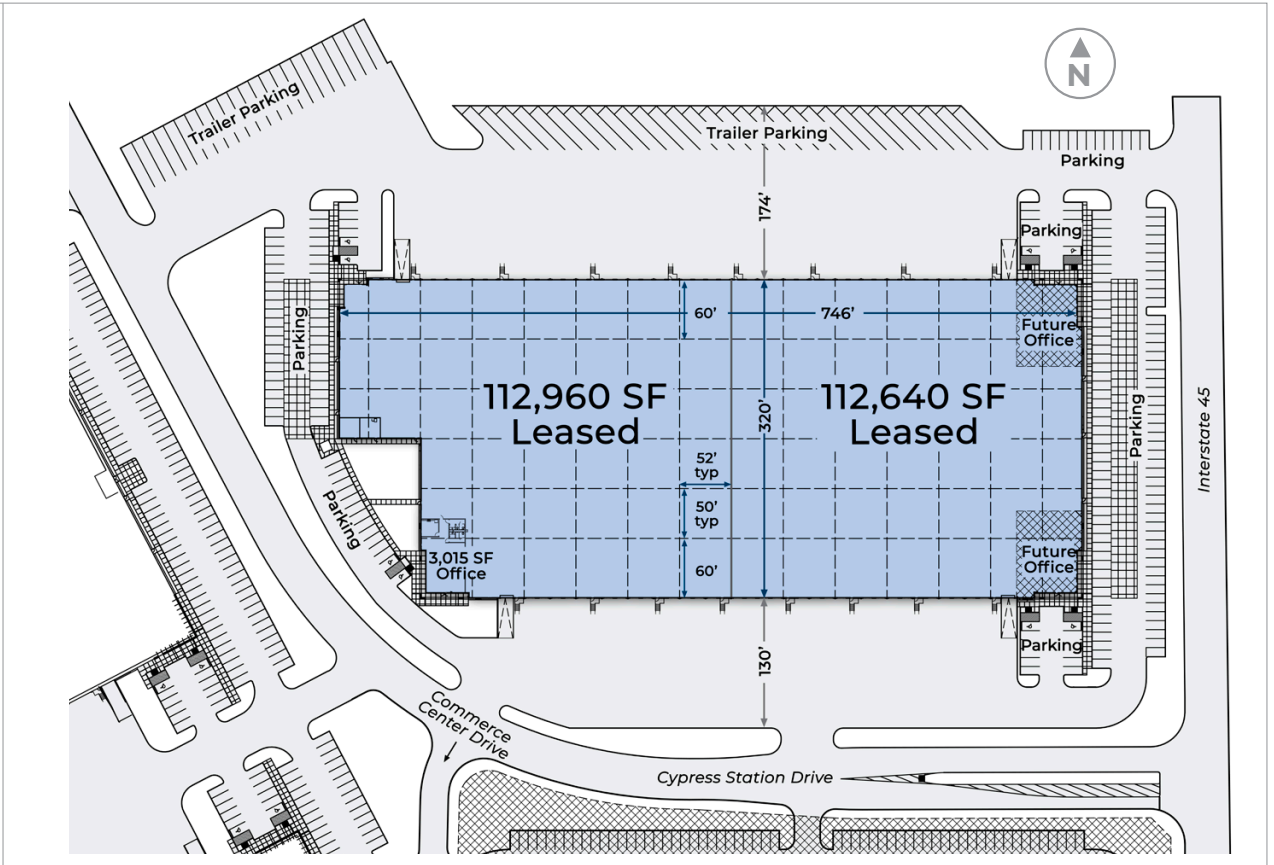 N
Trailer Parking
Trailer Parking
Parking
174'
Parking
60'
746'
Future
Office
Parking
112,960 SF
Leased
320'
112,640 SF
Leased
Parking
Interstate 45
52'
typ
50'
typ
Parking
3,015 SF
Office
60'
Future
Office
130'
Parking
Commerce
Center Drive
Cypress Station Drive